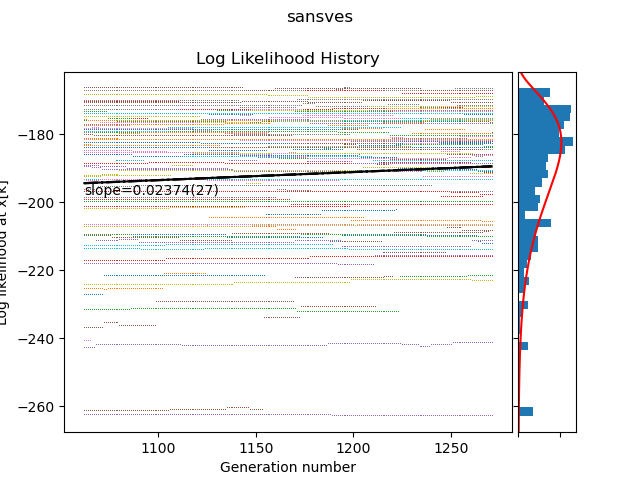 sansves
Log Likelihood History
Log likelihood at x[k]
−180
−200
−220
−240
−260
slope=0.02374(27)
1100
1150
1200
1250
Generation number